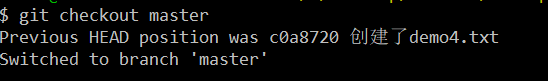 $ git checkout master
Previous HEAD position was c0a8720 创建了demo4.txt
Switched to branch 'master'